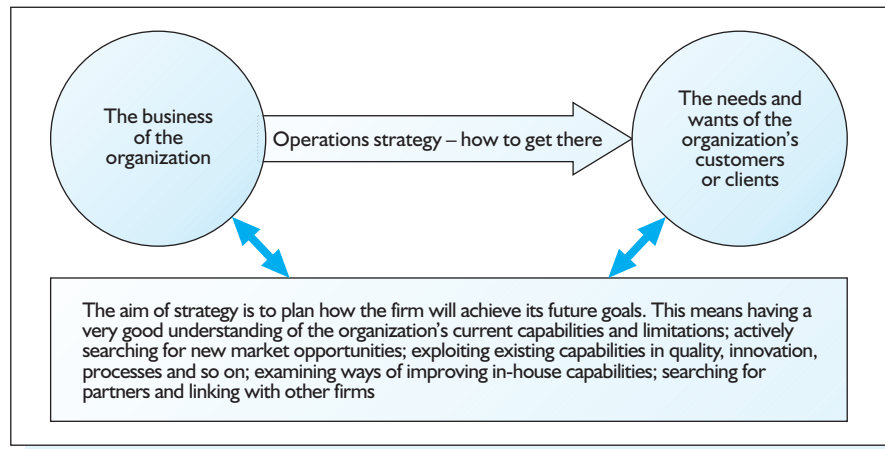 The business
of the
organization
Operations strategy – how to get there
The needs and
wants of the
organization's
customers
or clients
The aim of strategy is to plan how the firm will achieve its future goals. This means having a
very good understanding of the organization's current capabilities and limitations; actively
searching for new market opportunities; exploiting existing capabilities in quality, innovation,
processes and so on; examining ways of improving in-house capabilities; searching for
partners and linking with other firms